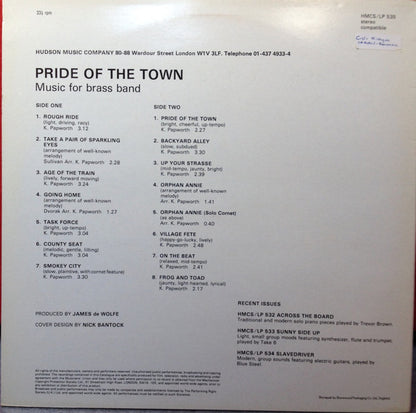 33⅓ rpm
HMCS/LP 535
stereo
compatible
HUDSON MUSIC COMPANY 80-88 Wardour Street London W1V 3LF. Telephone 01-437 4933-4
PRIDE OF THE TOWN
Music for brass band
SIDE ONE
1. ROUGH RIDE
(light, driving, racy)
K. Papworth 3.12
2. TAKE A PAIR OF SPARKLING
EYES
(arrangement of well-known
melody)
Sullivan Arr. K. Papworth 2.28
3. AGE OF THE TRAIN
(lively, forward moving)
K. Papworth 3.24
4. GOING HOME
(arrangement of well-known
melody)
Dvorak Arr. K. Papworth 1.27
5. TASK FORCE
(bright, up-tempo)
K. Papworth 3.04
6. COUNTY SEAT
(melodic, gentle, lilting)
K. Papworth 3.04
7. SMOKEY CITY
(slow, plaintive, with cornet feature)
K. Papworth 3.30
SIDE TWO
1. PRIDE OF THE TOWN
(bright, cheerful, up-tempo)
K. Papworth 2.27
2. BACKYARD ALLEY
(slow, subdued)
K. Papworth 3.30
3. UP YOUR STRASSE
(mid-tempo, jaunty, bright)
K. Papworth 2.39
4. ORPHAN ANNIE
(arrangement of well-known
melody)
Arr. K. Papworth 1.41
5. ORPHAN ANNIE (Solo Cornet)
(as above)
Arr. K. Papworth 0.40
6. VILLAGE FETE
(happy-go-lucky, lively)
K. Papworth 2.48
7. ON THE BEAT
(relaxed, mid-tempo)
K. Papworth 2.41
8. FROG AND TOAD
(jaunty, light-hearted, lyrical)
K. Papworth 2.17
PRODUCED BY JAMES de WOLFE
COVER DESIGN BY NICK BANTOCK
RECENT ISSUES
HMCS/LP 532 ACROSS THE BOARD
Traditional and modern solo piano pieces played by Trevor Brown.
HMCS/LP 533 SUNNY SIDE UP
Light, small group moods featuring synthesiser, flute and trumpet,
played by Take 6
HMCS/LP 534 SLAVEDRIVER
Modern, group sounds featuring electric guitars, played by
Blue Steel.